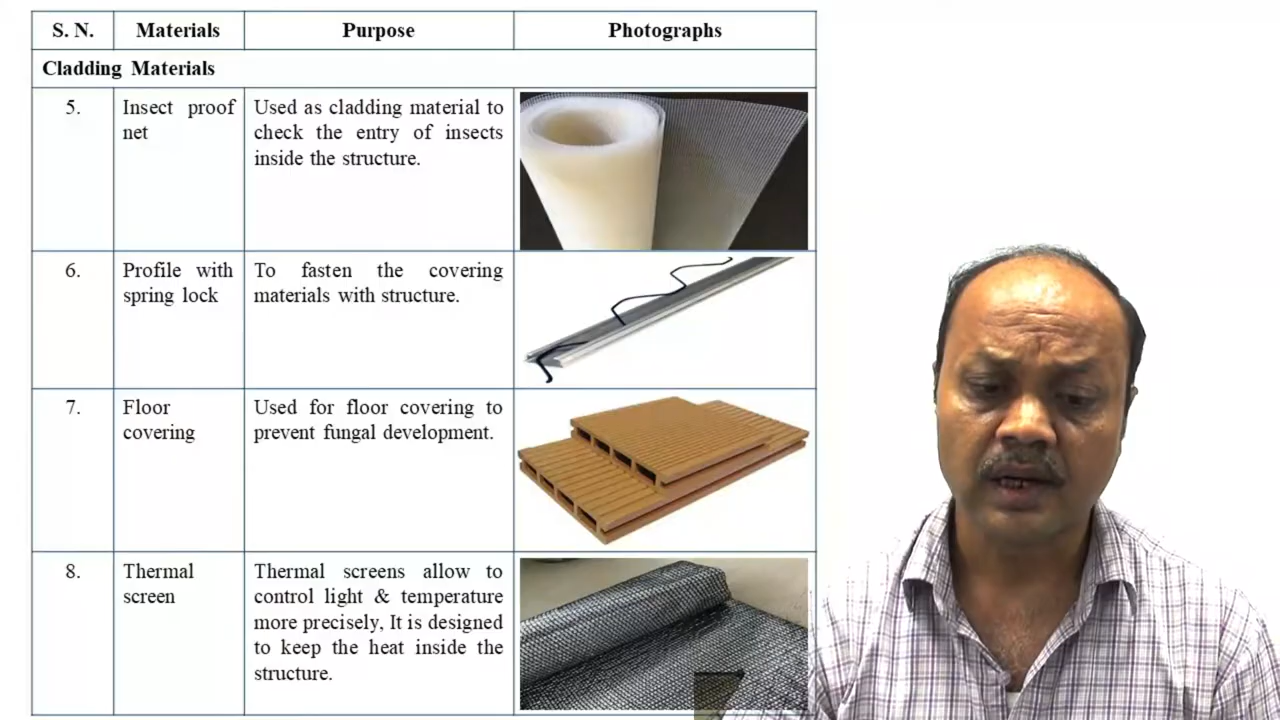 S. N. Materials Purpose Photographs
Cladding Materials
5. Insect proof net
Used as cladding material to
check the entry of insects
inside the structure.
6. Profile with spring lock
To fasten the covering
materials with structure.
7. Floor covering
Used for floor covering to
prevent fungal development.
8. Thermal screen
Thermal screens allow to
control light & temperature
more precisely, It is designed
to keep the heat inside the
structure.